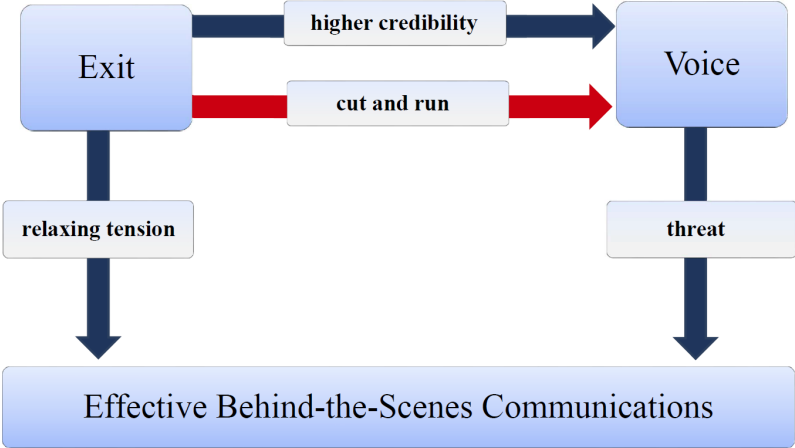 higher credibility
Exit
Voice
cut and run
relaxing tension
threat
Effective Behind-the-Scenes Communications